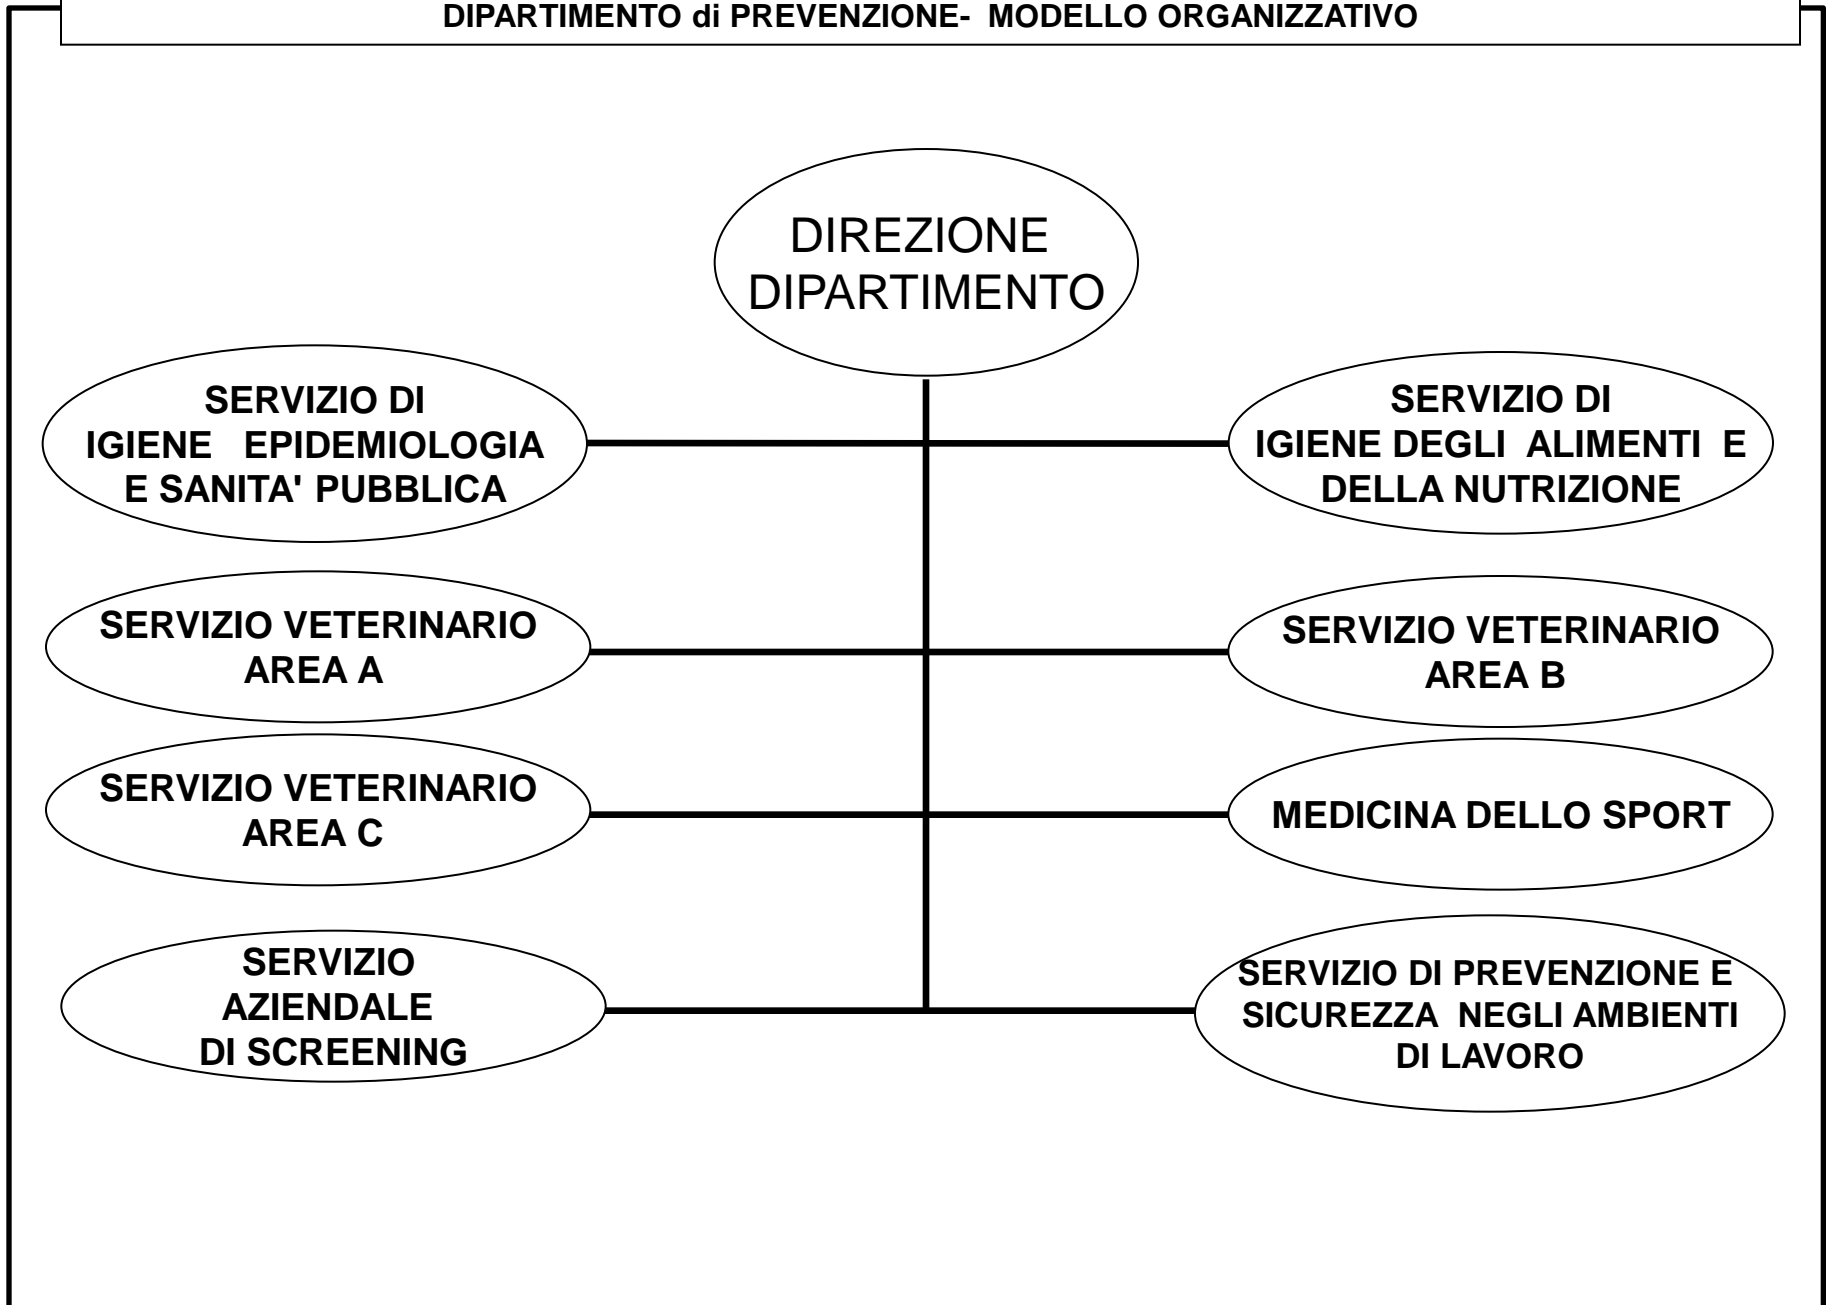 DIPARTIMENTO di PREVENZIONE- MODELLO ORGANIZZATIVO
DIREZIONE
DIPARTIMENTO
SERVIZIO DI
IGIENE EPIDEMIOLOGIA
E SANITA' PUBBLICA
SERVIZIO DI
IGIENE DEGLI ALIMENTI E
DELLA NUTRIZIONE
SERVIZIO VETERINARIO
AREA A
SERVIZIO VETERINARIO
AREA B
SERVIZIO VETERINARIO
AREA C
MEDICINA DELLO SPORT
SERVIZIO
AZIENDALE
DI SCREENING
SERVIZIO DI PREVENZIONE E
SICUREZZA NEGLI AMBIENTI
DI LAVORO